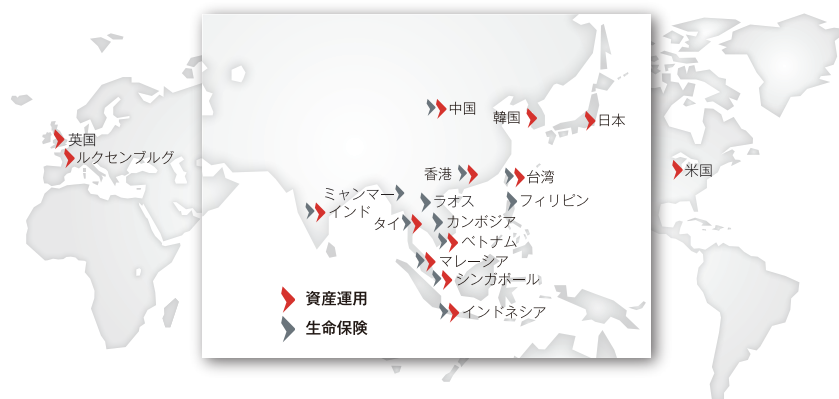 中国
韓国
日本
英国
ルクセンブルグ
米国
香港
台湾
ミャンマー
ラオス
フィリピン
インド
タイ
カンボジア
ベトナム
マレーシア
シンガポール
資産運用
インドネシア
生命保険